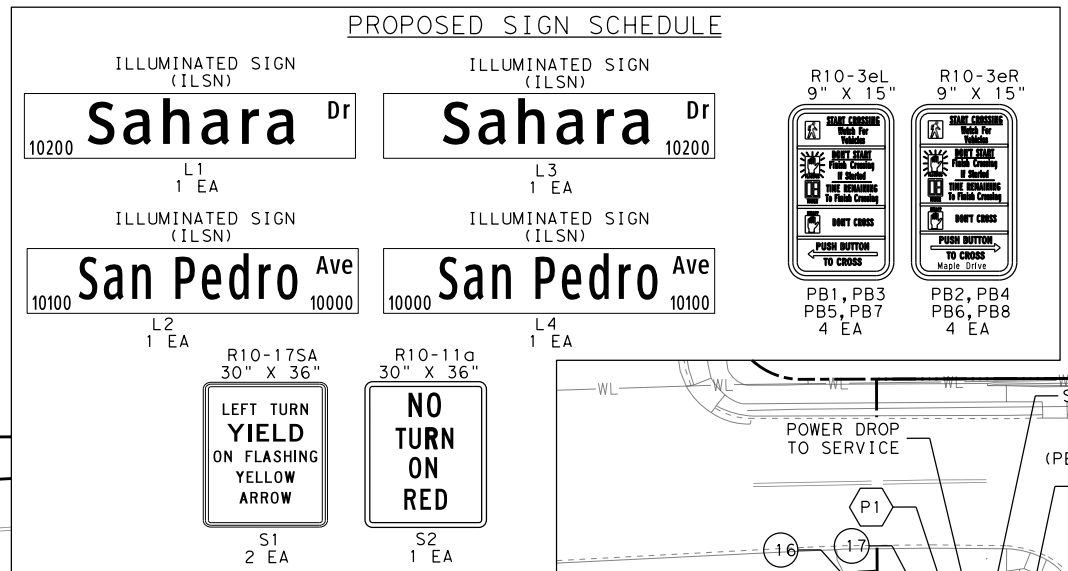 PROPOSED SIGN SCHEDULE
ILLUMINATED SIGN
(ILSN)
Sahara Dr
10200
L1
1 EA
ILLUMINATED SIGN
(ILSN)
Sahara Dr
10200
L3
1 EA
R10-3eL
9" X 15"
START CROSSING
Watch For
Vehicles
DON'T START
Finish Crossing
If Started
TIME REMAINING
To Finish Crossing
DON'T CROSS
PUSH BUTTON
TO CROSS
PB1, PB3
PB5, PB7
4 EA
R10-3eR
9" X 15"
START CROSSING
Watch For
Vehicles
DON'T START
Finish Crossing
If Started
TIME REMAINING
To Finish Crossing
DON'T CROSS
PUSH BUTTON
TO CROSS
Maple Drive
PB2, PB4
PB6, PB8
4 EA
ILLUMINATED SIGN
(ILSN)
San Pedro Ave
10100 10000
L2
1 EA
ILLUMINATED SIGN
(ILSN)
San Pedro Ave
10000 10100
L4
1 EA
R10-17SA
30" X 36"
LEFT TURN
YIELD
ON FLASHING
YELLOW
ARROW
S1
2 EA
R10-11a
30" X 36"
NO
TURN
ON
RED
S2
1 EA
WL WL WL WL
POWER DROP
TO SERVICE
S
(PE
P1
16 17